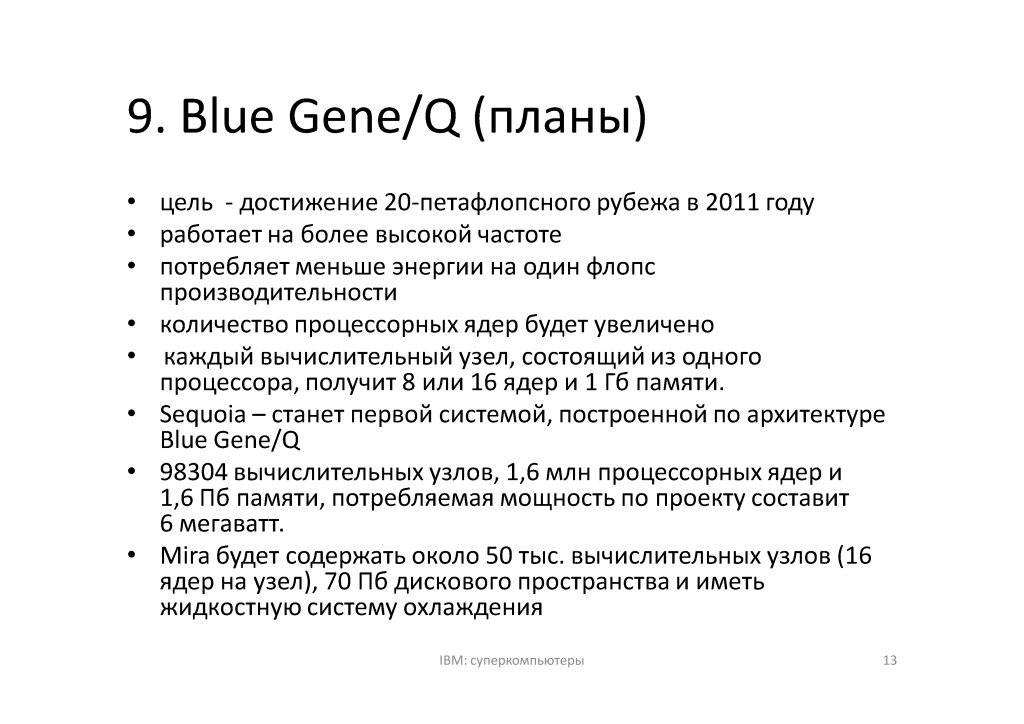 9. Blue Gene/Q (планы)
• цель  - достижение 20-петафлопсного рубежа в 2011 году
• работает на более высокой частоте
• потребляет меньше энергии на один флопс
производительности
• количество процессорных ядер будет увеличено
• каждый вычислительный узел, состоящий из одного
процессора, получит 8 или 16 ядер и 1 Гб памяти.
• Sequoia – станет первой системой, построенной по архитектуре
Blue Gene/Q
• 98304 вычислительных узлов, 1,6 млн процессорных ядер и
1,6 Пб памяти, потребляемая мощность по проекту составит
6 мегаватт.
• Mira будет содержать около 50 тыс. вычислительных узлов (16
ядер на узел), 70 Пб дискового пространства и иметь
жидкостную систему охлаждения
IBM: суперкомпьютеры
13